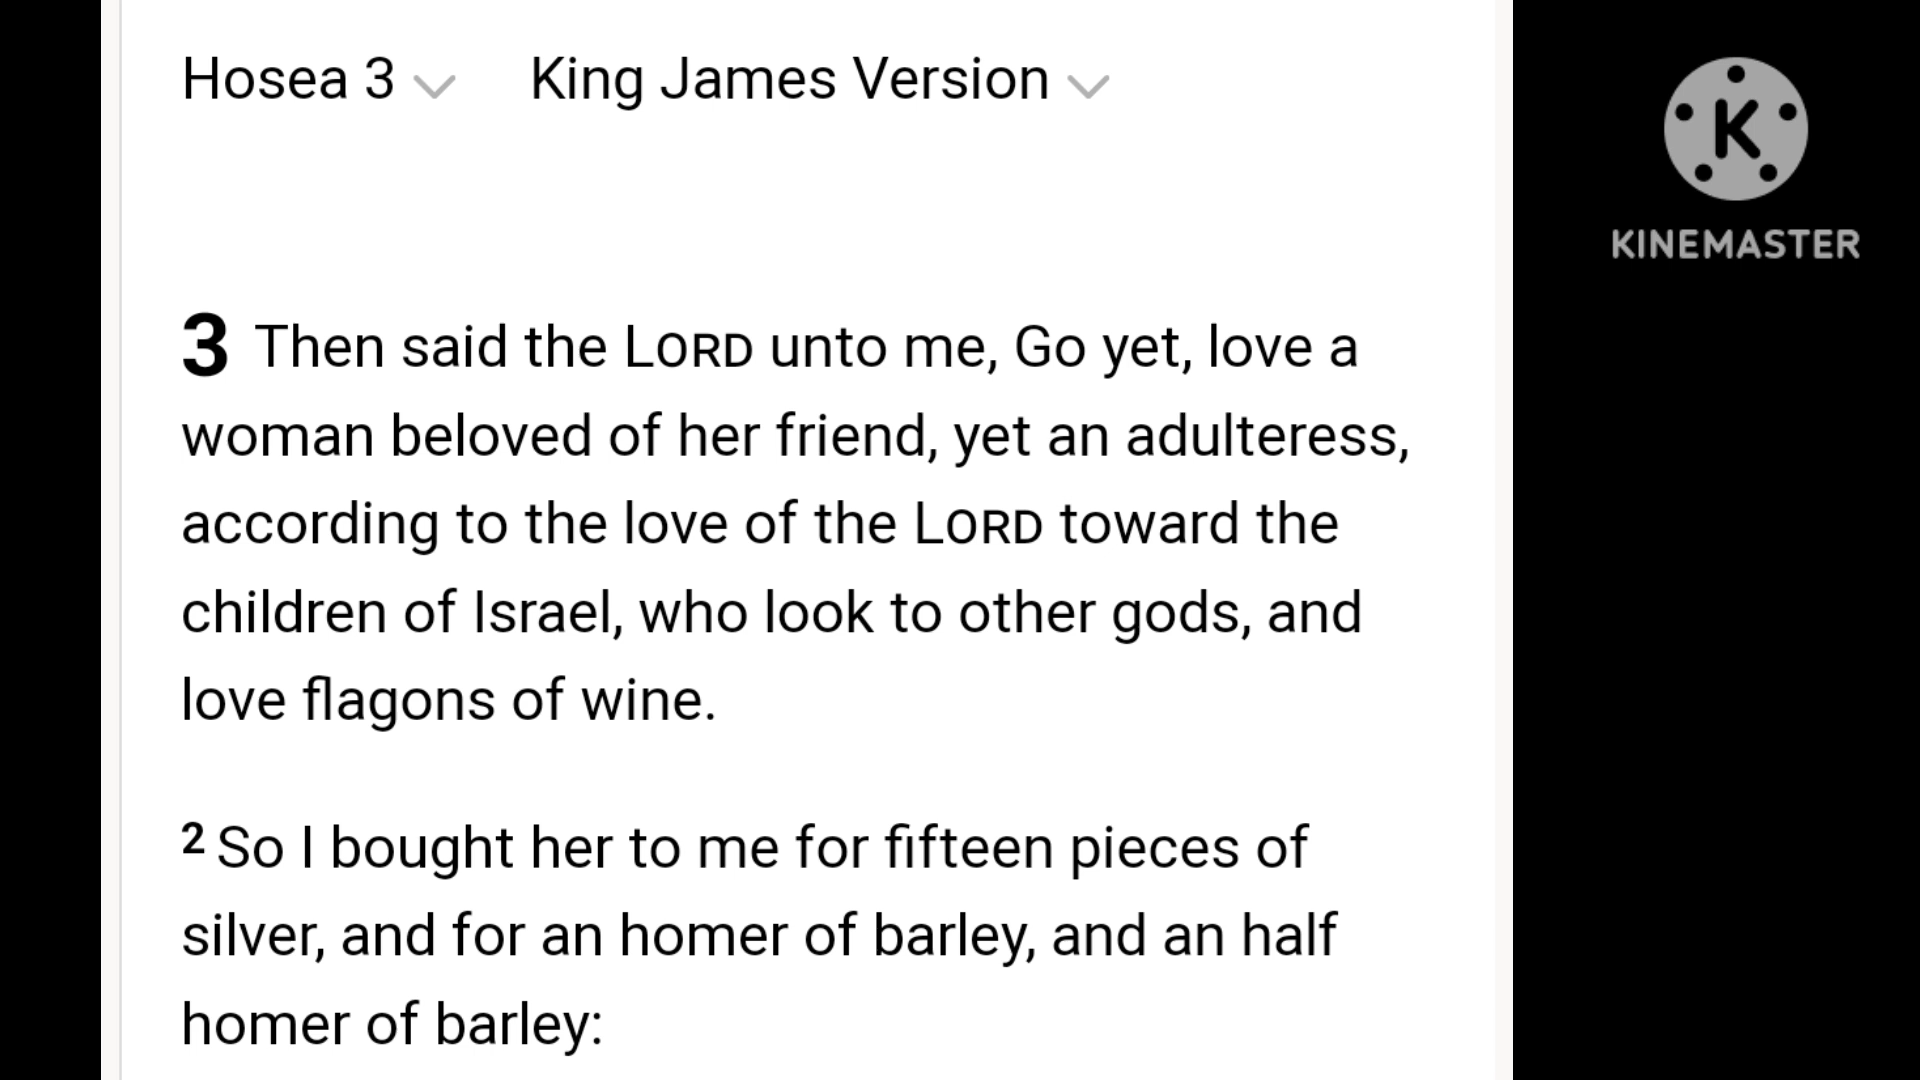 Hosea 3 King James Version
K
KINEMASTER
3 Then said the LORD unto me, Go yet, love a
woman beloved of her friend, yet an adulteress,
according to the love of the LORD toward the
children of Israel, who look to other gods, and
love flagons of wine.
2 So I bought her to me for fifteen pieces of
silver, and for an homer of barley, and an half
homer of barley: